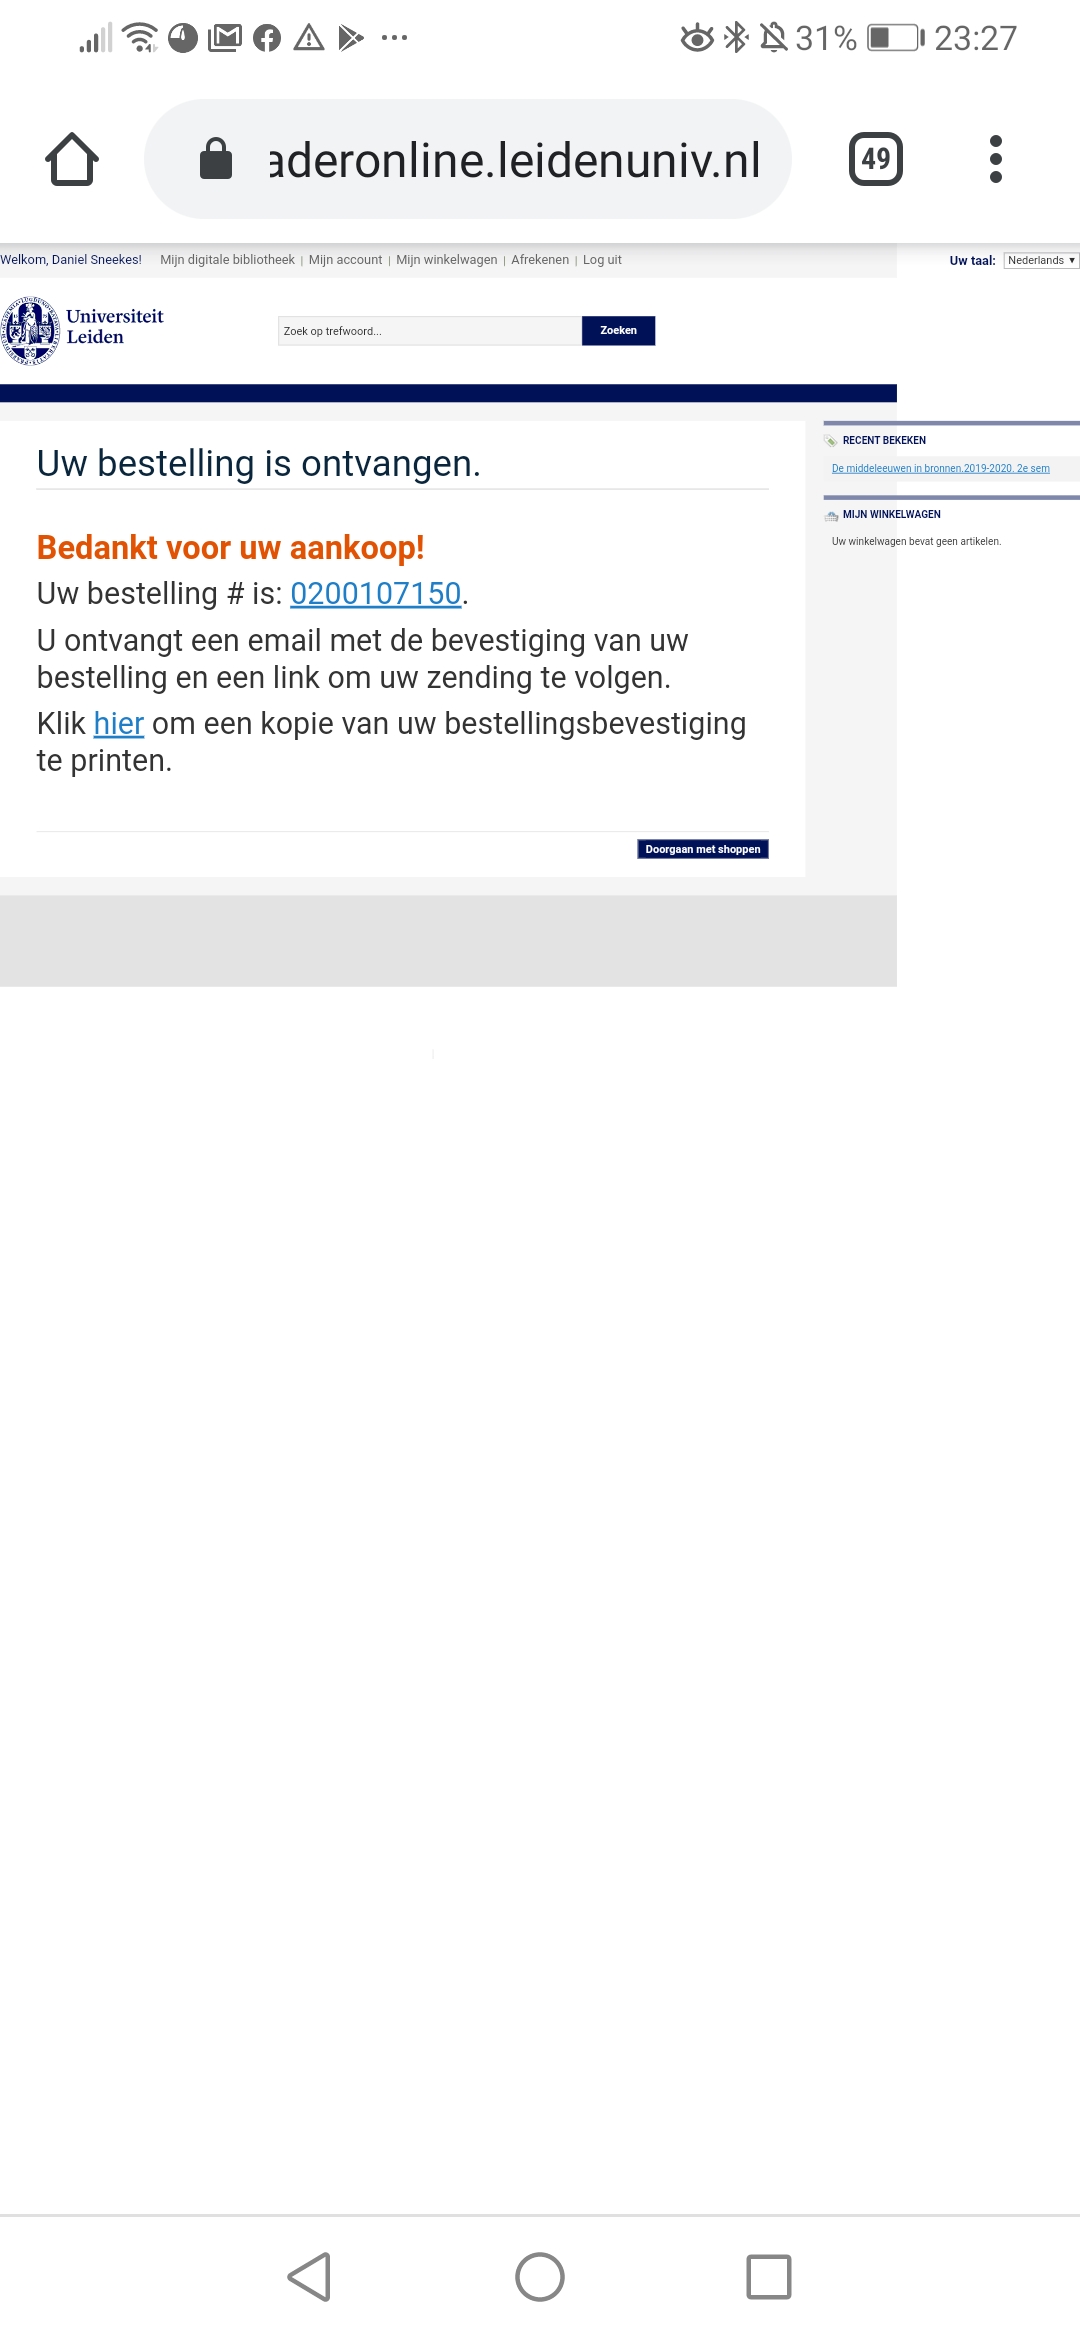 31% 23:27
aderonline.leidenuniv.nl
49
Welkom, Daniel Sneekes! Mijn digitale bibliotheek | Mijn account | Mijn winkelwagen | Afrekenen | Log uit
Uw taal: Nederlands
Universiteit
Leiden
Zoek op trefwoord...
Zoeken
Uw bestelling is ontvangen.
Bedankt voor uw aankoop!
Uw bestelling # is: 0200107150.
U ontvangt een email met de bevestiging van uw
bestelling en een link om uw zending te volgen.
Klik hier om een kopie van uw bestellingsbevestiging
te printen.
Doorgaan met shoppen
RECENT BEKEKEN
De middeleeuwen in bronnen.2019-2020. 2e sem
MIJN WINKELWAGEN
Uw winkelwagen bevat geen artikelen.